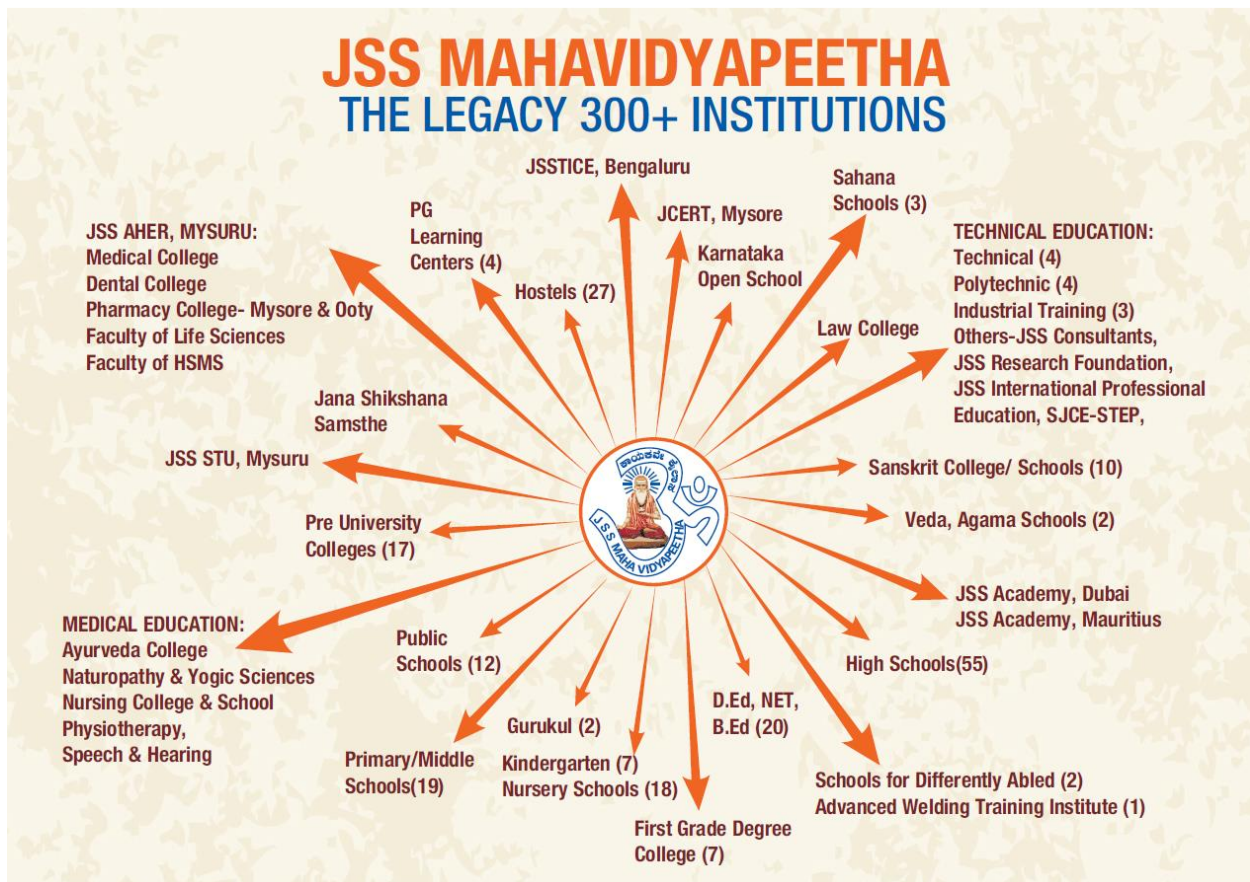 JSS MAHAVIDYAPEETHA
THE LEGACY 300+ INSTITUTIONS
JSSTICE, Bengaluru
JCERT, Mysore
Karnataka
Open School
Sahana
Schools (3)
Law College
TECHNICAL EDUCATION:
Technical (4)
Polytechnic (4)
Industrial Training (3)
Others-JSS Consultants,
JSS Research Foundation,
JSS International Professional
Education, SJCE-STEP,
Sanskrit College/ Schools (10)
Veda, Agama Schools (2)
JSS Academy, Dubai
JSS Academy, Mauritius
High Schools(55)
Schools for Differently Abled (2)
Advanced Welding Training Institute (1)
D.Ed, NET,
B.Ed (20)
First Grade Degree
College (7)
Kindergarten (7)
Nursery Schools (18)
Gurukul (2)
Primary/Middle
Schools(19)
Public
Schools (12)
MEDICAL EDUCATION:
Ayurveda College
Naturopathy & Yogic Sciences
Nursing College & School
Physiotherapy,
Speech & Hearing
Pre University
Colleges (17)
JSS STU, Mysuru
Jana Shikshana
Samsthe
JSS AHER, MYSURU:
Medical College
Dental College
Pharmacy College- Mysore & Ooty
Faculty of Life Sciences
Faculty of HSMS
PG
Learning
Centers (4)
Hostels (27)
ಕಾಯಕವೇ ಕೈಲಾಸ
JSS MAHA VIDYAPEETHA